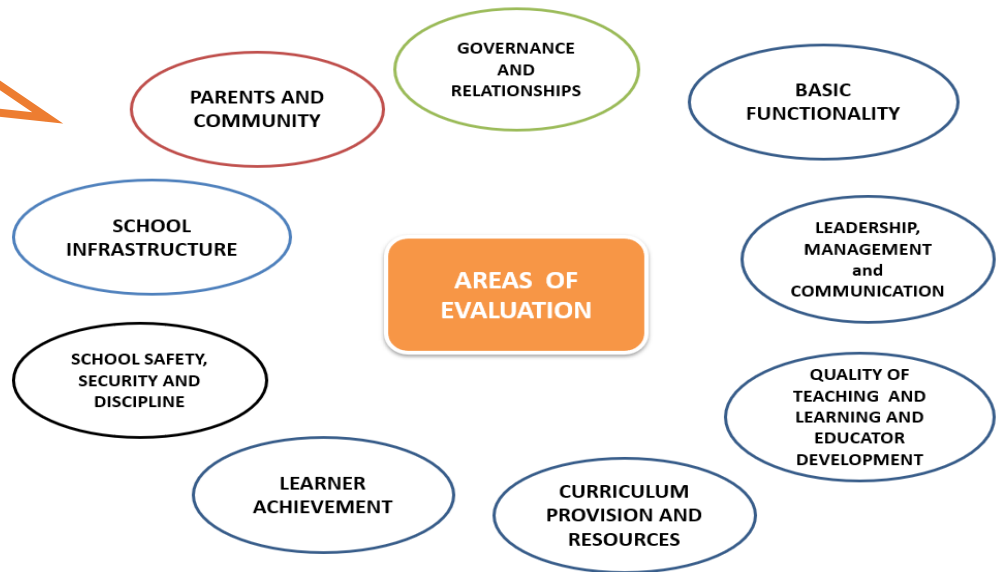 GOVERNANCE
AND
RELATIONSHIPS
PARENTS AND
COMMUNITY
BASIC
FUNCTIONALITY
SCHOOL
INFRASTRUCTURE
LEADERSHIP,
MANAGEMENT
and
COMMUNICATION
AREAS OF
EVALUATION
SCHOOL SAFETY,
SECURITY AND
DISCIPLINE
QUALITY OF
TEACHING AND
LEARNING AND
EDUCATOR
DEVELOPMENT
LEARNER
ACHIEVEMENT
CURRICULUM
PROVISION AND
RESOURCES